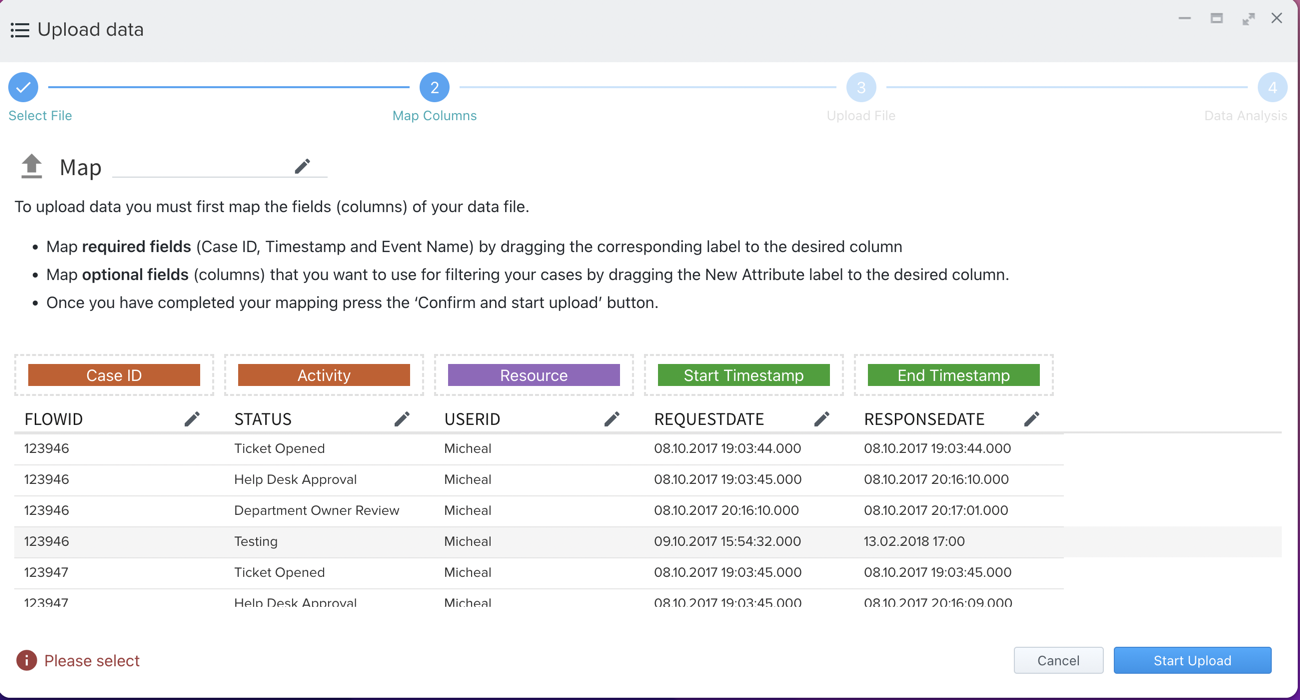 Upload data
2
3
4
Select File
Map Columns
Upload File
Data Analysis
Map
To upload data you must first map the fields (columns) of your data file.
• Map required fields (Case ID, Timestamp and Event Name) by dragging the corresponding label to the desired column
• Map optional fields (columns) that you want to use for filtering your cases by dragging the New Attribute label to the desired column.
• Once you have completed your mapping press the ‘Confirm and start upload’ button.
Case ID Activity Resource Start Timestamp End Timestamp
FLOWID STATUS USERID REQUESTDATE RESPONSEDATE
123946 Ticket Opened Micheal 08.10.2017 19:03:44.000 08.10.2017 19:03:44.000
123946 Help Desk Approval Micheal 08.10.2017 19:03:45.000 08.10.2017 20:16:10.000
123946 Department Owner Review Micheal 08.10.2017 20:16:10.000 08.10.2017 20:17:01.000
123946 Testing Micheal 09.10.2017 15:54:32.000 13.02.2018 17:00
123947 Ticket Opened Micheal 08.10.2017 19:03:45.000 08.10.2017 19:03:45.000
123947 Help Desk Approval Micheal 08.10.2017 19:03:45.000 08.10.2017 20:16:09.000
Please select
Cancel
Start Upload